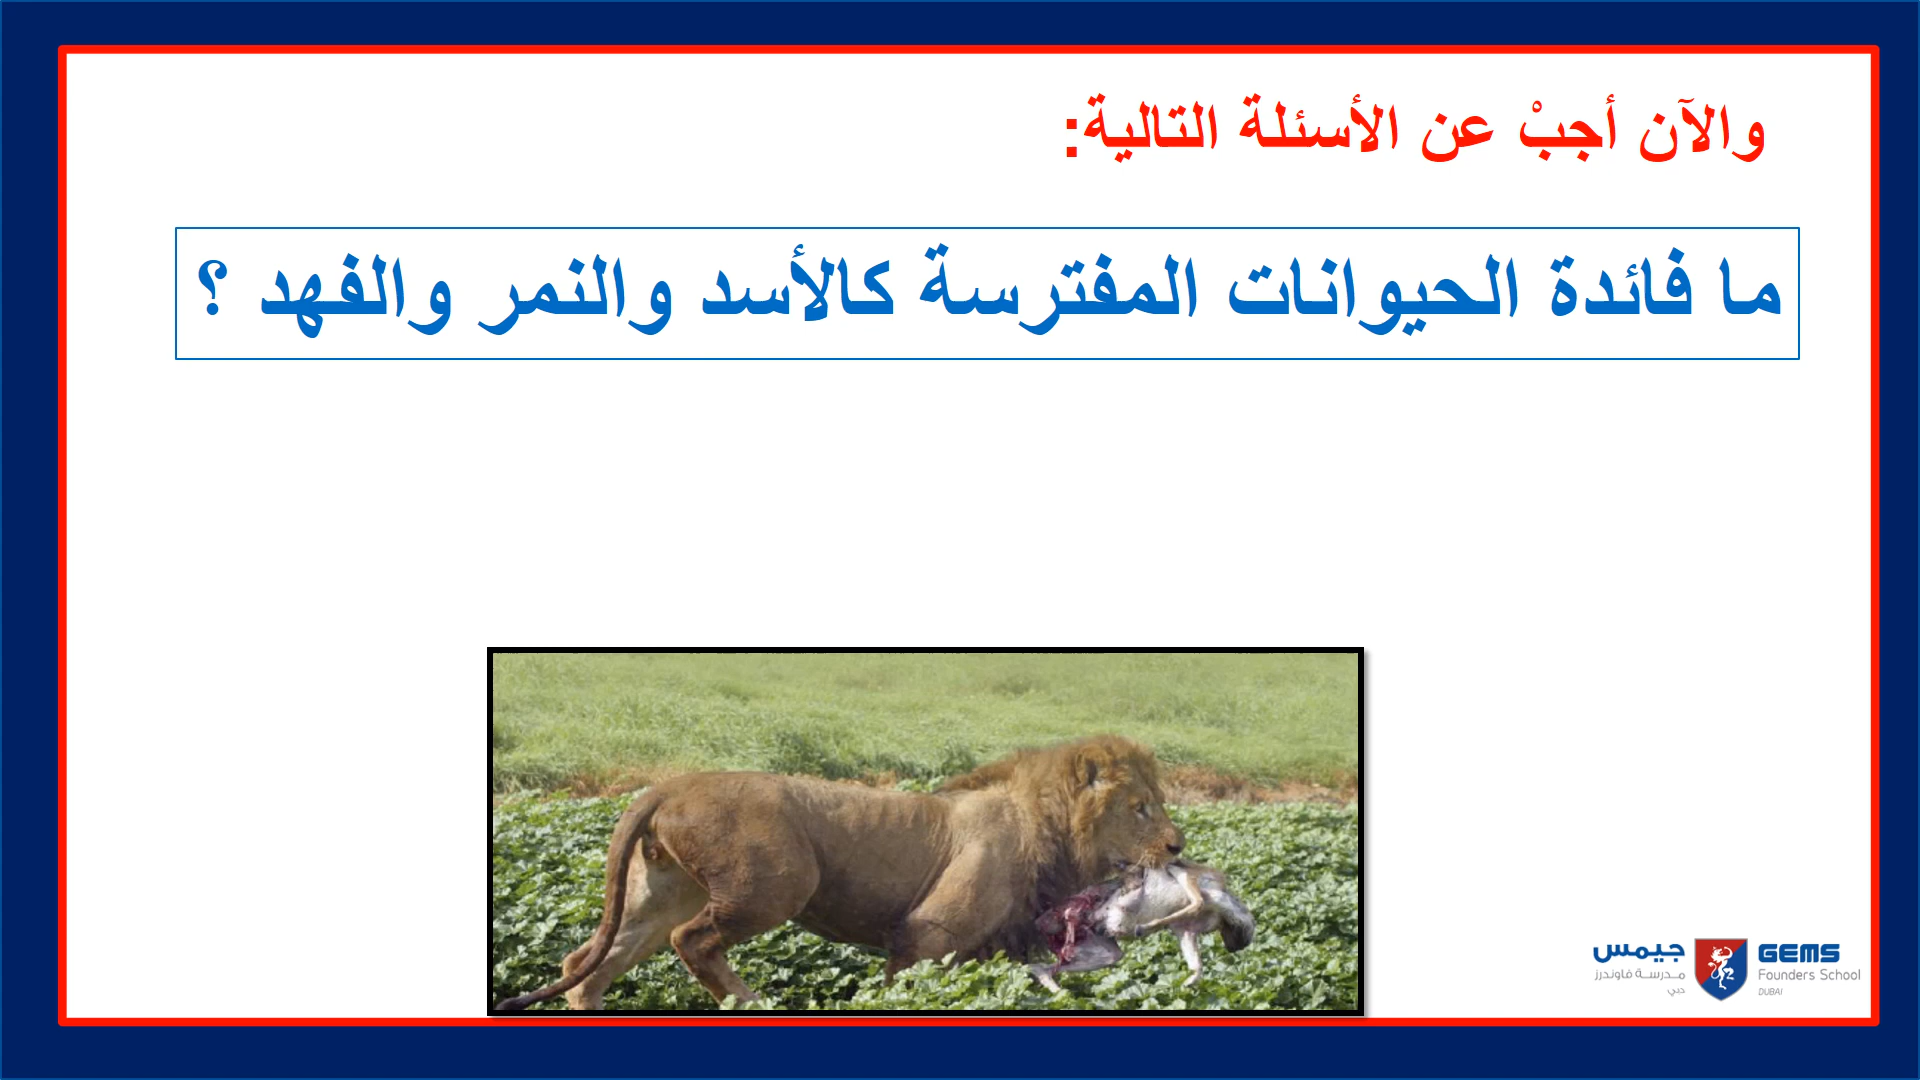 والآن أجبْ عن الأسئلة التالية:
ما فائدة الحيوانات المفترسة كالأسد والنمر والفهد ؟
جيمس
مدرسة فاوندرز
دبي
GEMS
Founders School
DUBAI